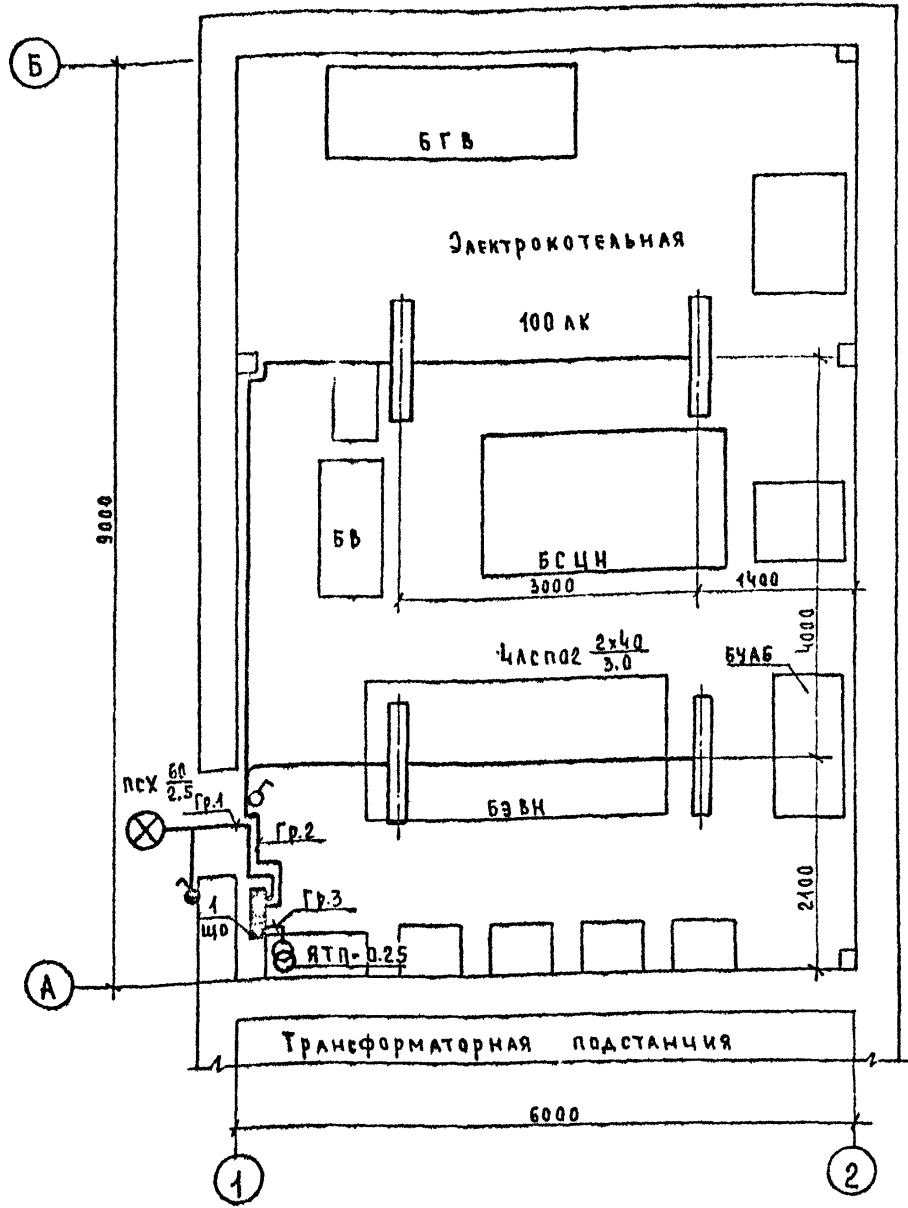 Б
БГВ
Электрокотельная
100 лк
9000
БВ
БСЦН
3000
1400
4000
4ЛСП02 2х40
3.0
БУАБ
ПСХ 60
2.5
Гр.1
БЭВН
Гр.2
2100
Гр.3
1
ЩО
ЯТП-0.25
А
Трансформаторная подстанция
6000
1
2